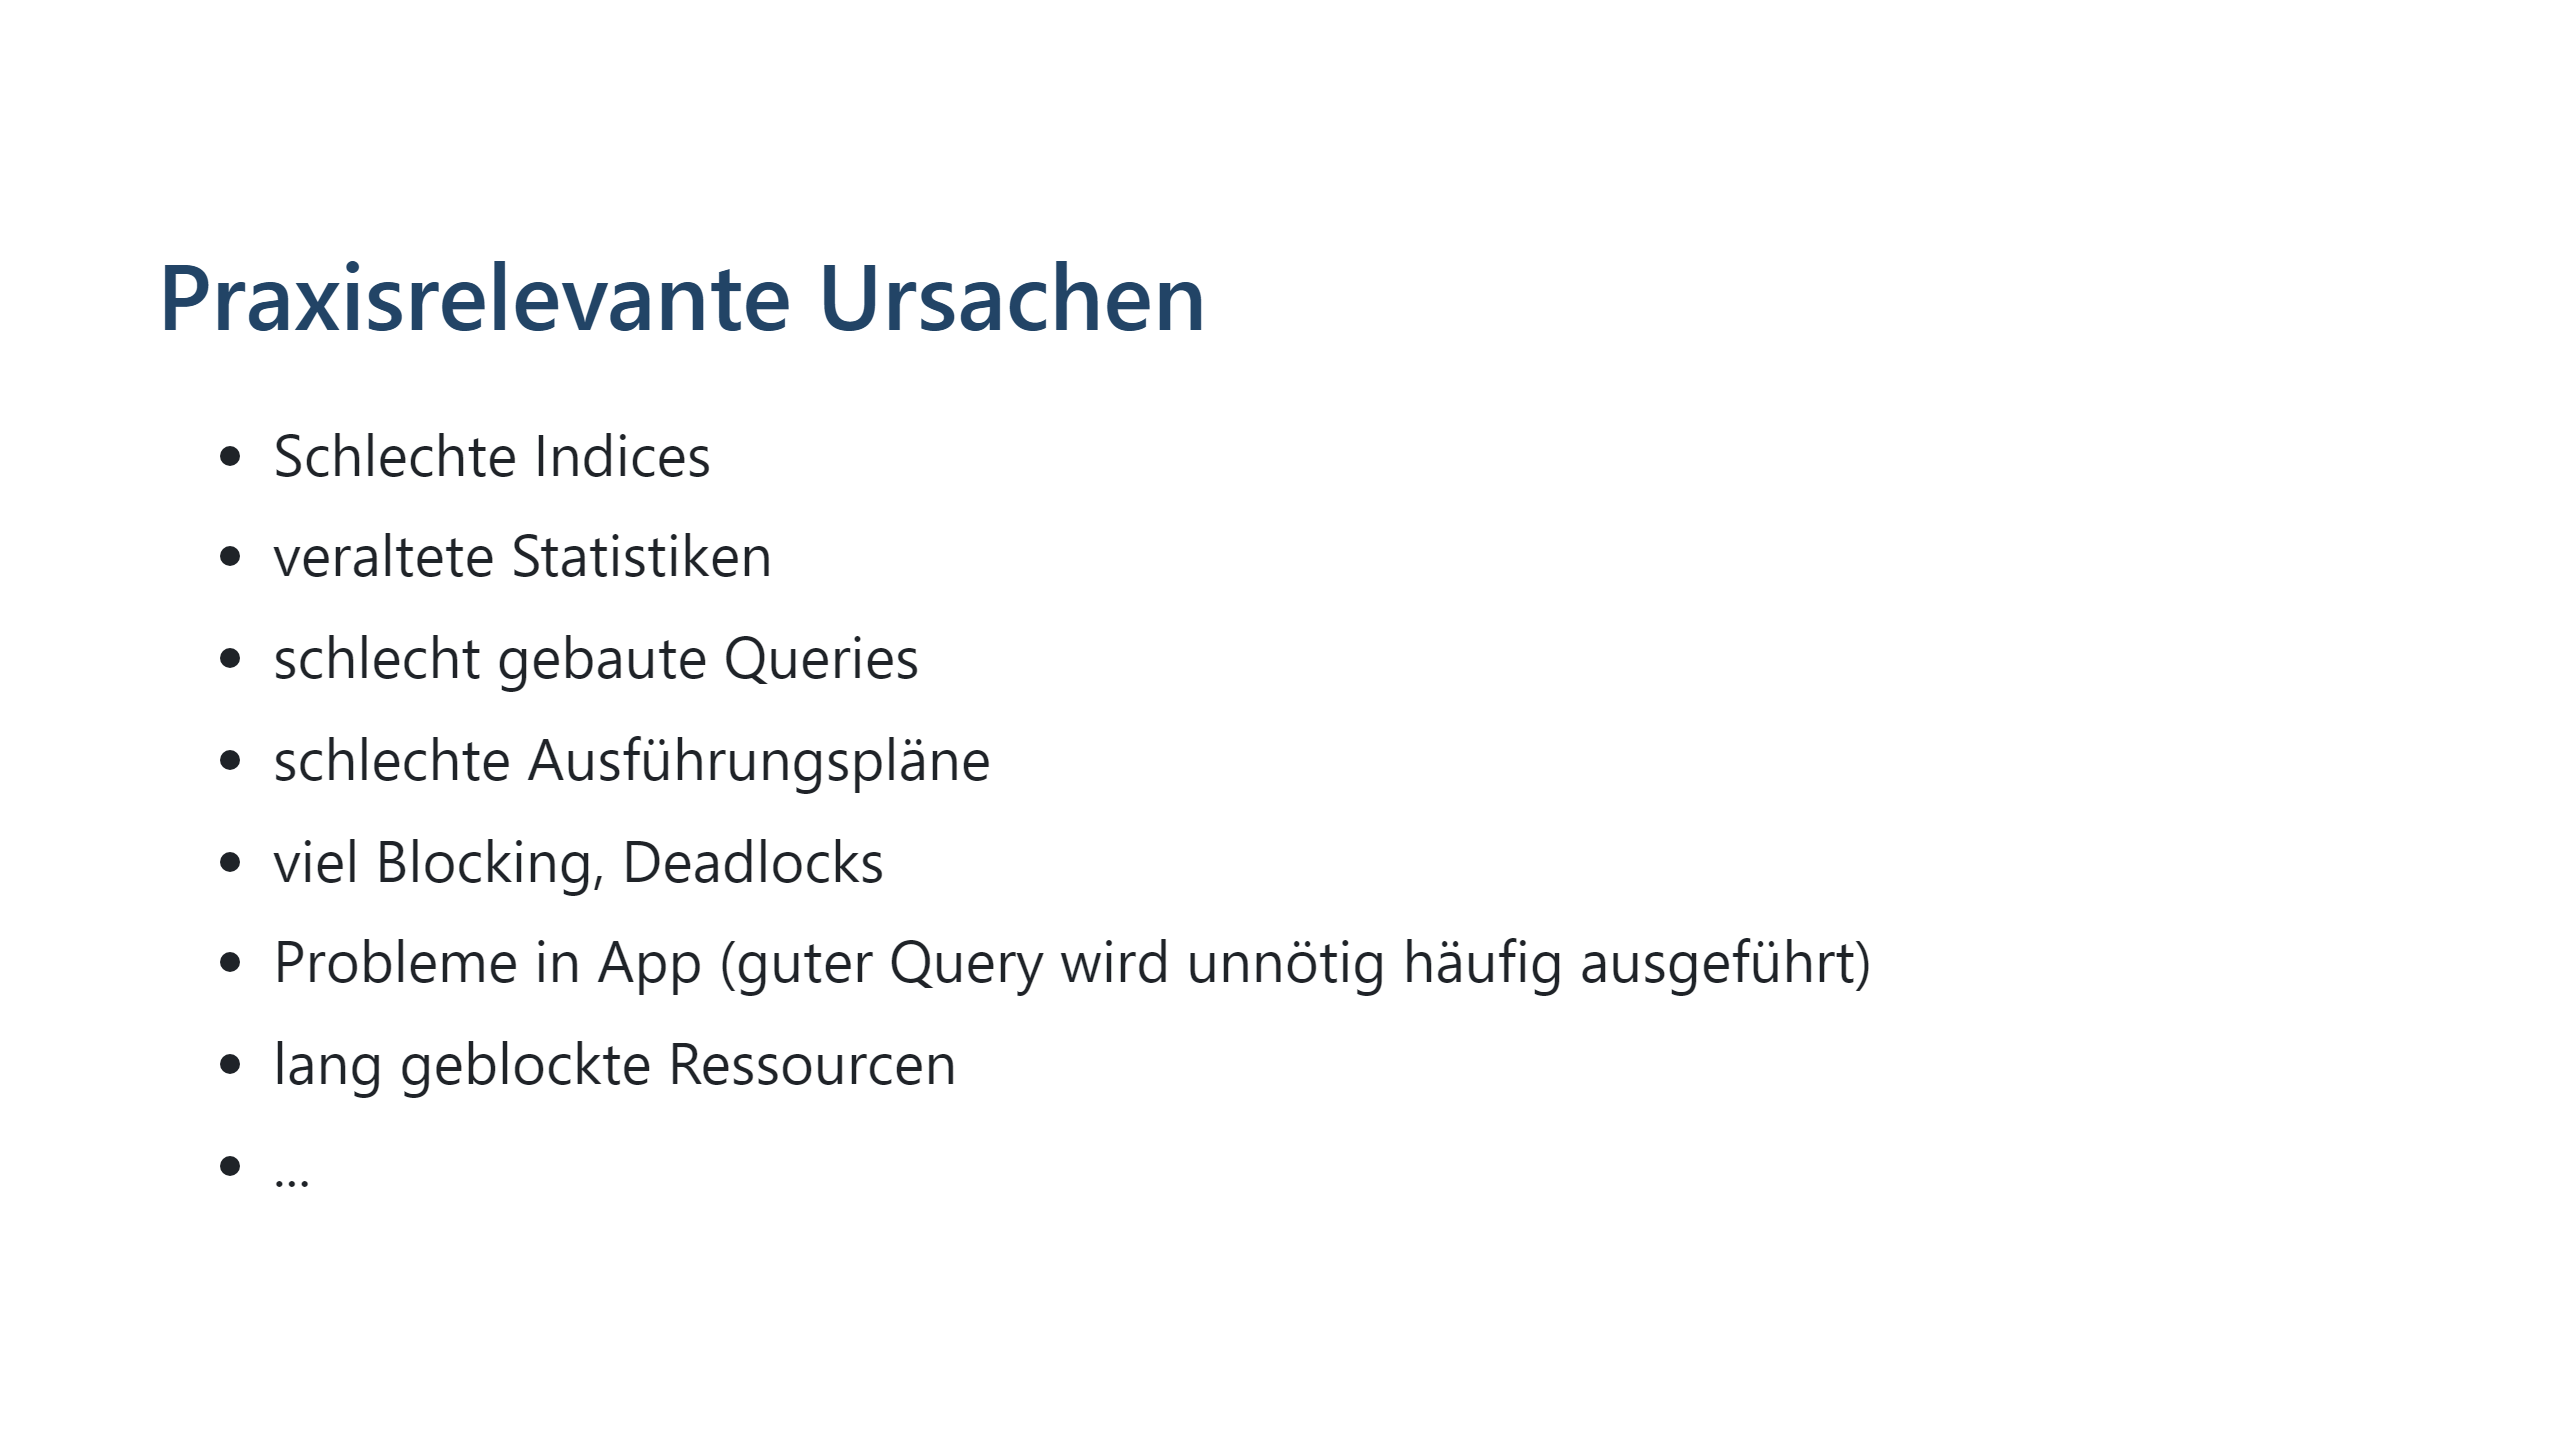 Praxisrelevante Ursachen
• Schlechte Indices
• veraltete Statistiken
• schlecht gebaute Queries
• schlechte Ausführungspläne
• viel Blocking, Deadlocks
• Probleme in App (guter Query wird unnötig häufig ausgeführt)
• lang geblockte Ressourcen
• ...